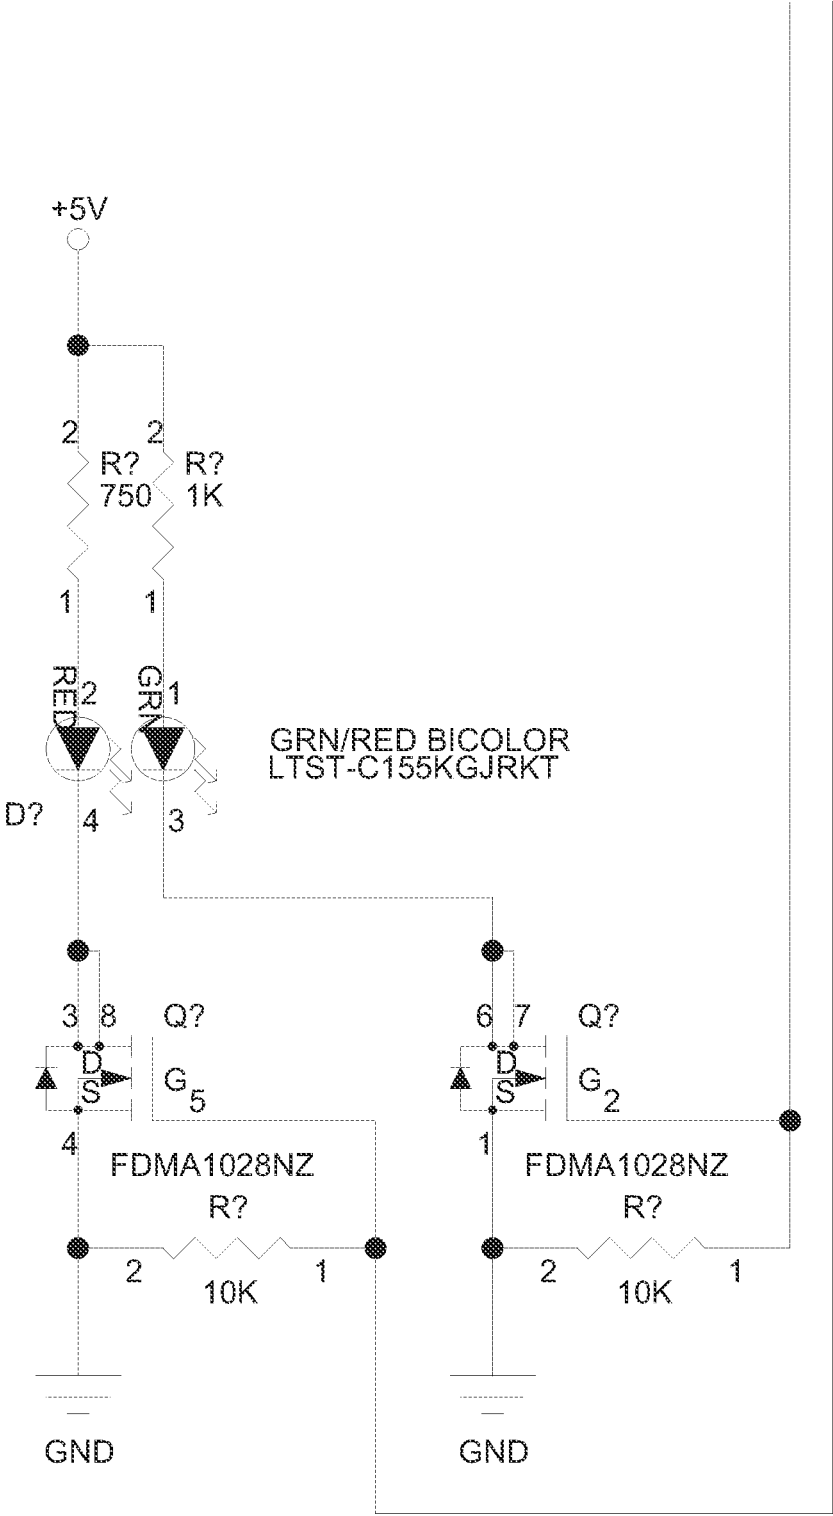 +5V
2
2
R?
R?
750
1K
1
1
RED
GRN
2
1
GRN/RED BICOLOR
LTST-C155KGJRKT
D?
4
3
3
8
Q?
6
7
Q?
D
D
G
G
S
5
S
2
4
1
FDMA1028NZ
FDMA1028NZ
R?
R?
2
1
2
1
10K
10K
GND
GND